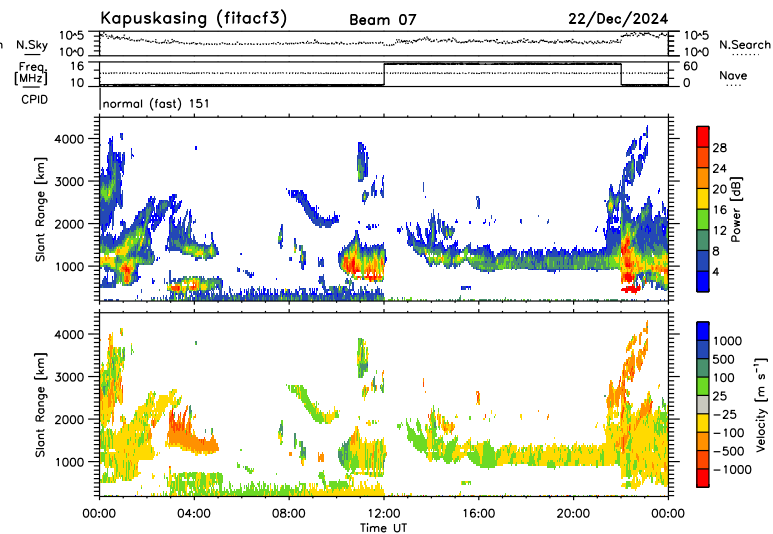 Kapuskasing (fitacf3) Beam 07 22/Dec/2024
n N.Sky 10^5 10^0 10^5 10^0 N.Search
Freq. [MHz] 16 10 60 0 Nave
CPID normal (fast) 151
Slant Range [km] 4000 3000 2000 1000
Power [dB] 28 24 20 16 12 8 4
Slant Range [km] 4000 3000 2000 1000
Velocity [m s⁻¹] 1000 500 100 25 -25 -100 -500 -1000
00:00 04:00 08:00 12:00 16:00 20:00 00:00
Time UT